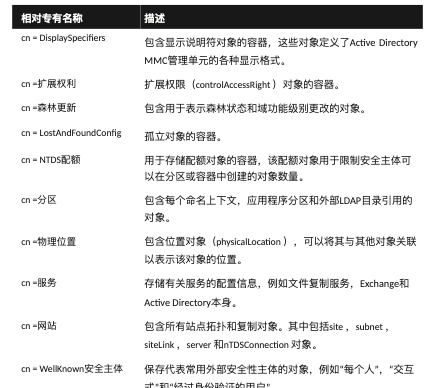 相对专有名称 描述
cn = DisplaySpecifiers 包含显示说明符对象的容器，这些对象定义了Active Directory
MMC管理单元的各种显示格式。
cn =扩展权利 扩展权限（controlAccessRight ）对象的容器。
cn =森林更新 包含用于表示森林状态和域功能级别更改的对象。
cn = LostAndFoundConfig 孤立对象的容器。
cn = NTDS配额 用于存储配额对象的容器，该配额对象用于限制安全主体可
以在分区或容器中创建的对象数量。
cn =分区 包含每个命名上下文，应用程序分区和外部LDAP目录引用的
对象。
cn =物理位置 包含位置对象（physicalLocation ），可以将其与其他对象关联
以表示该对象的位置。
cn =服务 存储有关服务的配置信息，例如文件复制服务，Exchange和
Active Directory本身。
cn =网站 包含所有站点拓扑和复制对象。其中包括site ，subnet ，
siteLink ，server 和nTDSConnection 对象。
cn = WellKnown安全主体 保存代表常用外部安全性主体的对象，例如“每个人”，“交互
式”和“经过身份验证的用户”